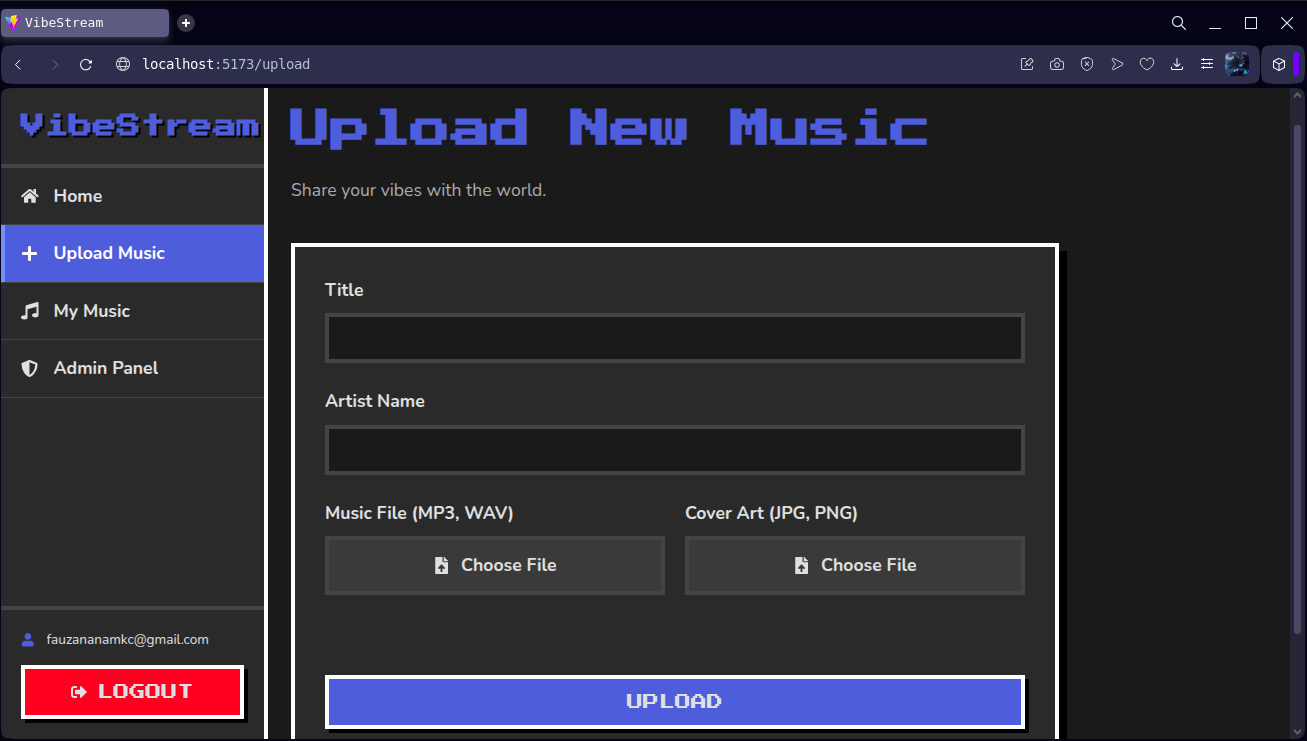 VibeStream
localhost:5173/upload
VibeStream
Home
Upload Music
My Music
Admin Panel
fauzananamkc@gmail.com
LOGOUT
Upload New Music
Share your vibes with the world.
Title
Artist Name
Music File (MP3, WAV)
Cover Art (JPG, PNG)
Choose File
Choose File
UPLOAD